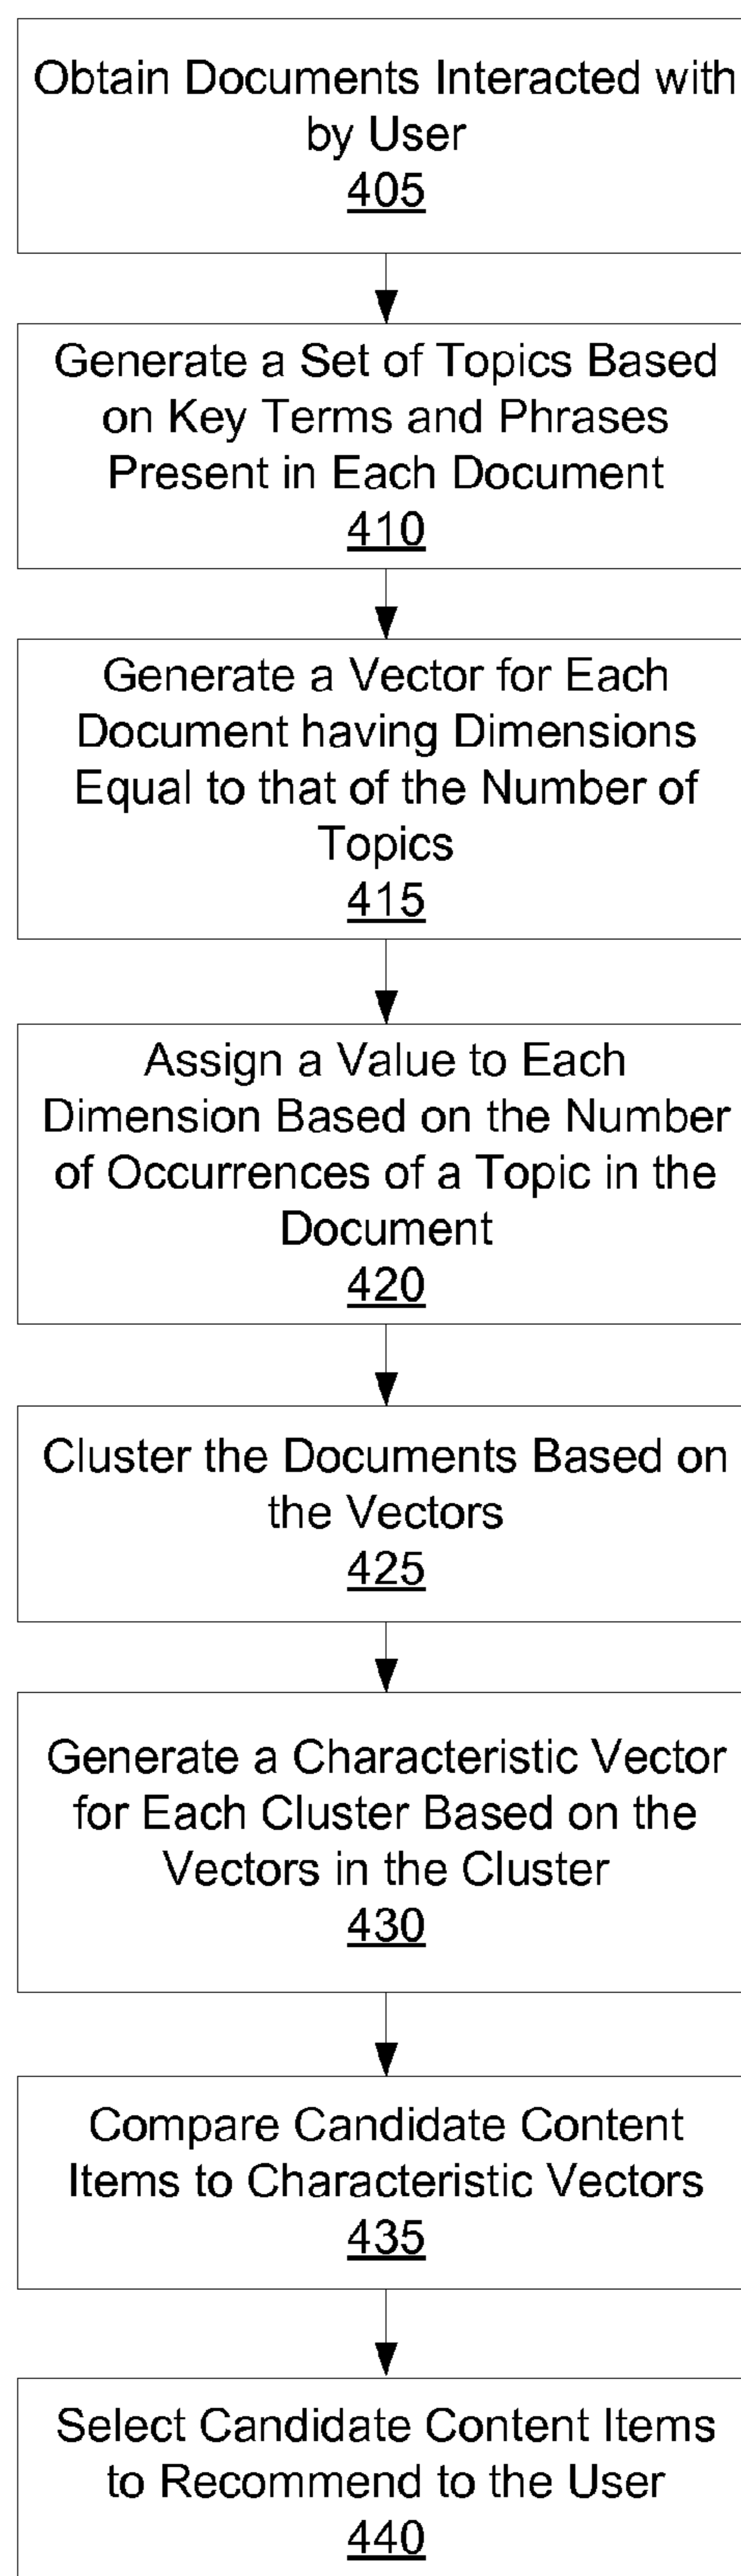 Obtain Documents Interacted with
by User
405
Generate a Set of Topics Based
on Key Terms and Phrases
Present in Each Document
410
Generate a Vector for Each
Document having Dimensions
Equal to that of the Number of
Topics
415
Assign a Value to Each
Dimension Based on the Number
of Occurrences of a Topic in the
Document
420
Cluster the Documents Based on
the Vectors
425
Generate a Characteristic Vector
for Each Cluster Based on the
Vectors in the Cluster
430
Compare Candidate Content
Items to Characteristic Vectors
435
Select Candidate Content Items
to Recommend to the User
440